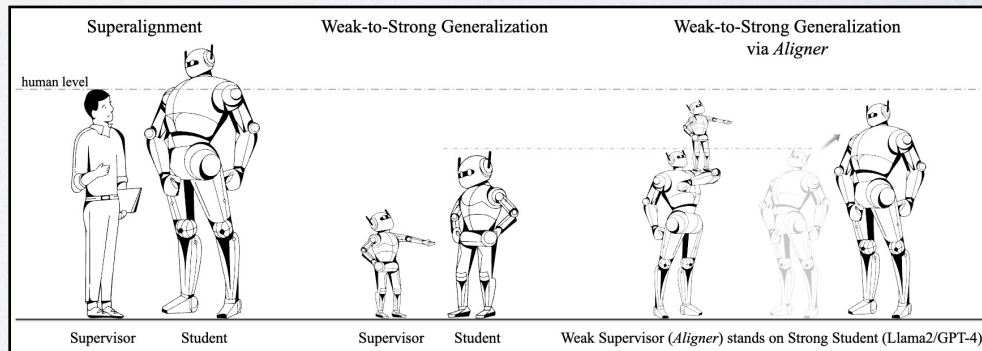 Superalignment
Weak-to-Strong Generalization
Weak-to-Strong Generalization
via Aligner
human level
Supervisor
Student
Supervisor
Student
Weak Supervisor (Aligner) stands on Strong Student (Llama2/GPT-4)